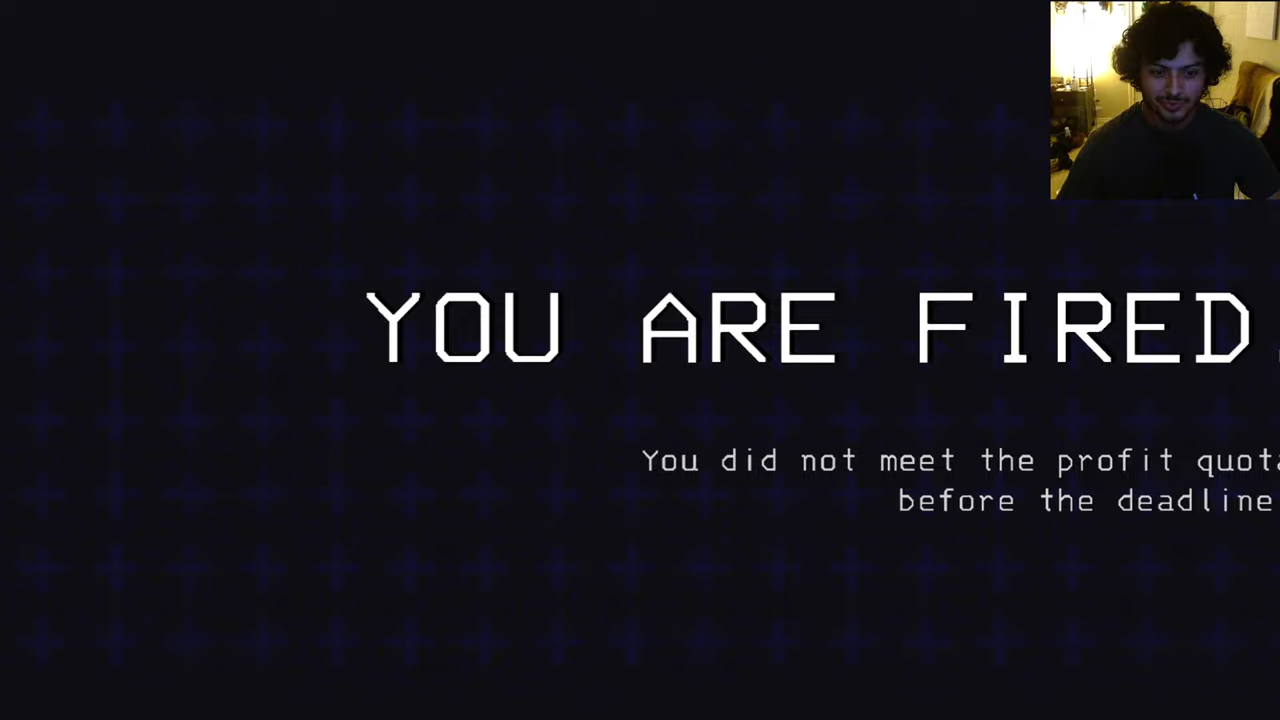 YOU ARE FIRED
You did not meet the profit quota
before the deadline